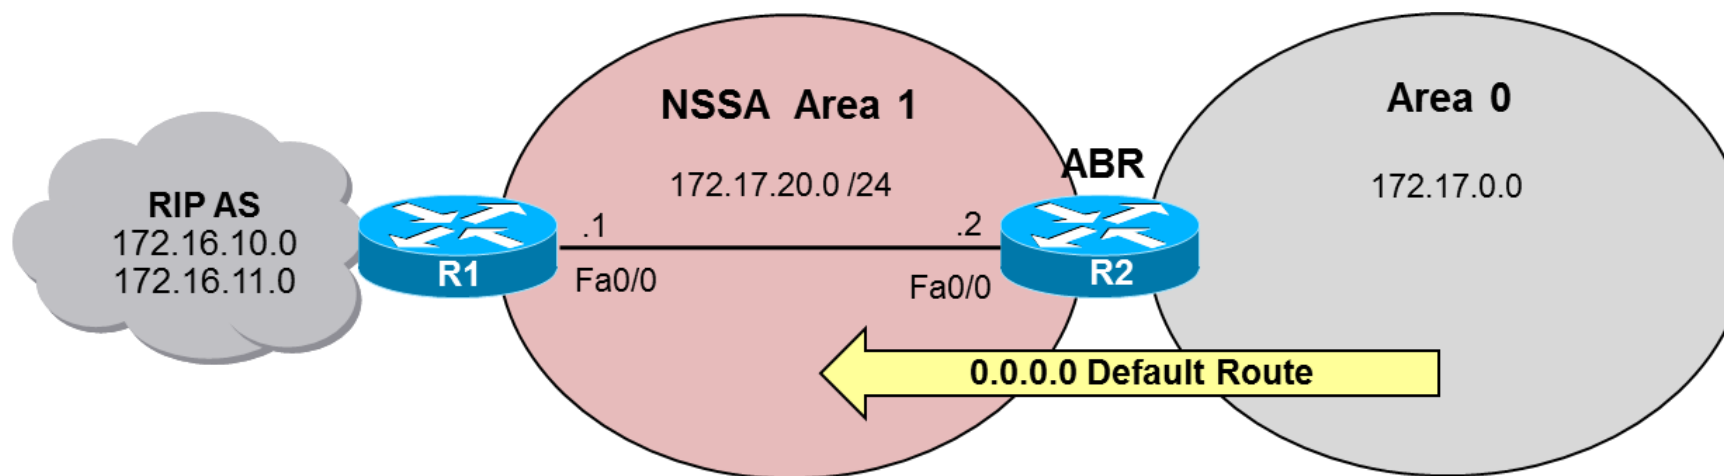 NSSA Area 1
Area 0
172.17.20.0 /24
ABR
172.17.0.0
RIP AS
172.16.10.0
172.16.11.0
R1
.1
.2
R2
Fa0/0
Fa0/0
0.0.0.0 Default Route